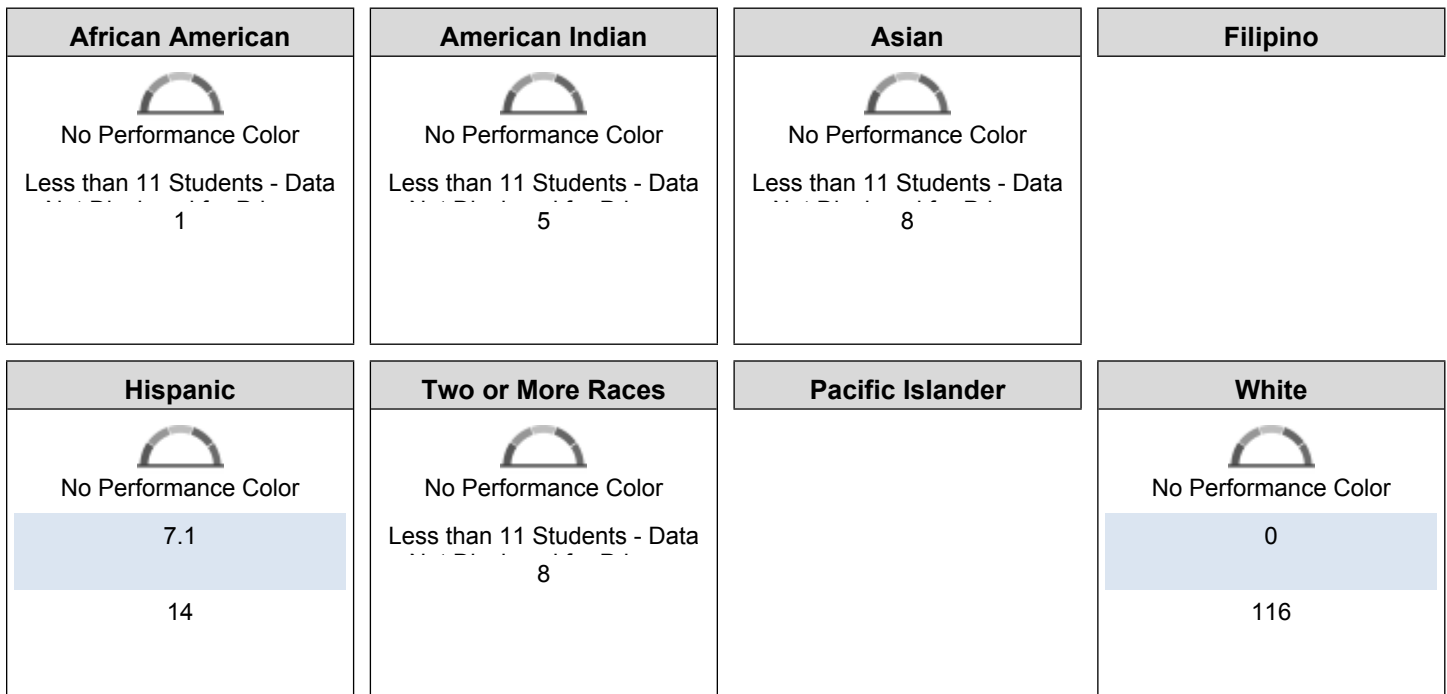 African American
No Performance Color
Less than 11 Students - Data
1
American Indian
No Performance Color
Less than 11 Students - Data
5
Asian
No Performance Color
Less than 11 Students - Data
8
Filipino
Hispanic
No Performance Color
7.1
14
Two or More Races
No Performance Color
Less than 11 Students - Data
8
Pacific Islander
White
No Performance Color
0
116